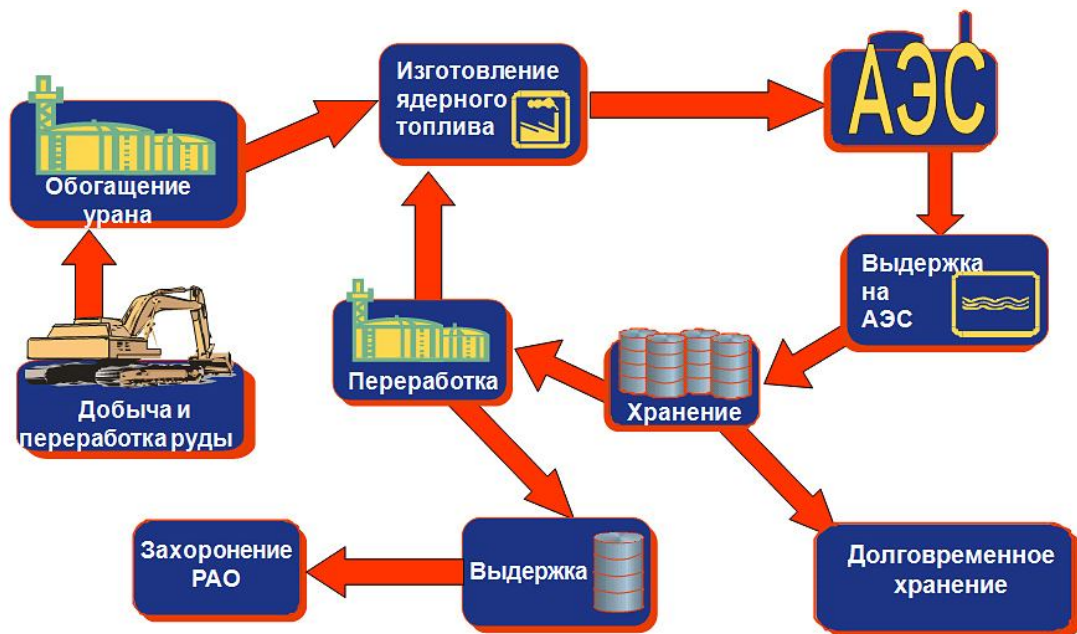 Изготовление
ядерного
топлива
АЭС
Обогащение
урана
Выдержка
на
АЭС
Переработка
Хранение
Добыча и
переработка руды
Захоронение
РАО
Выдержка
Долговременное
хранение